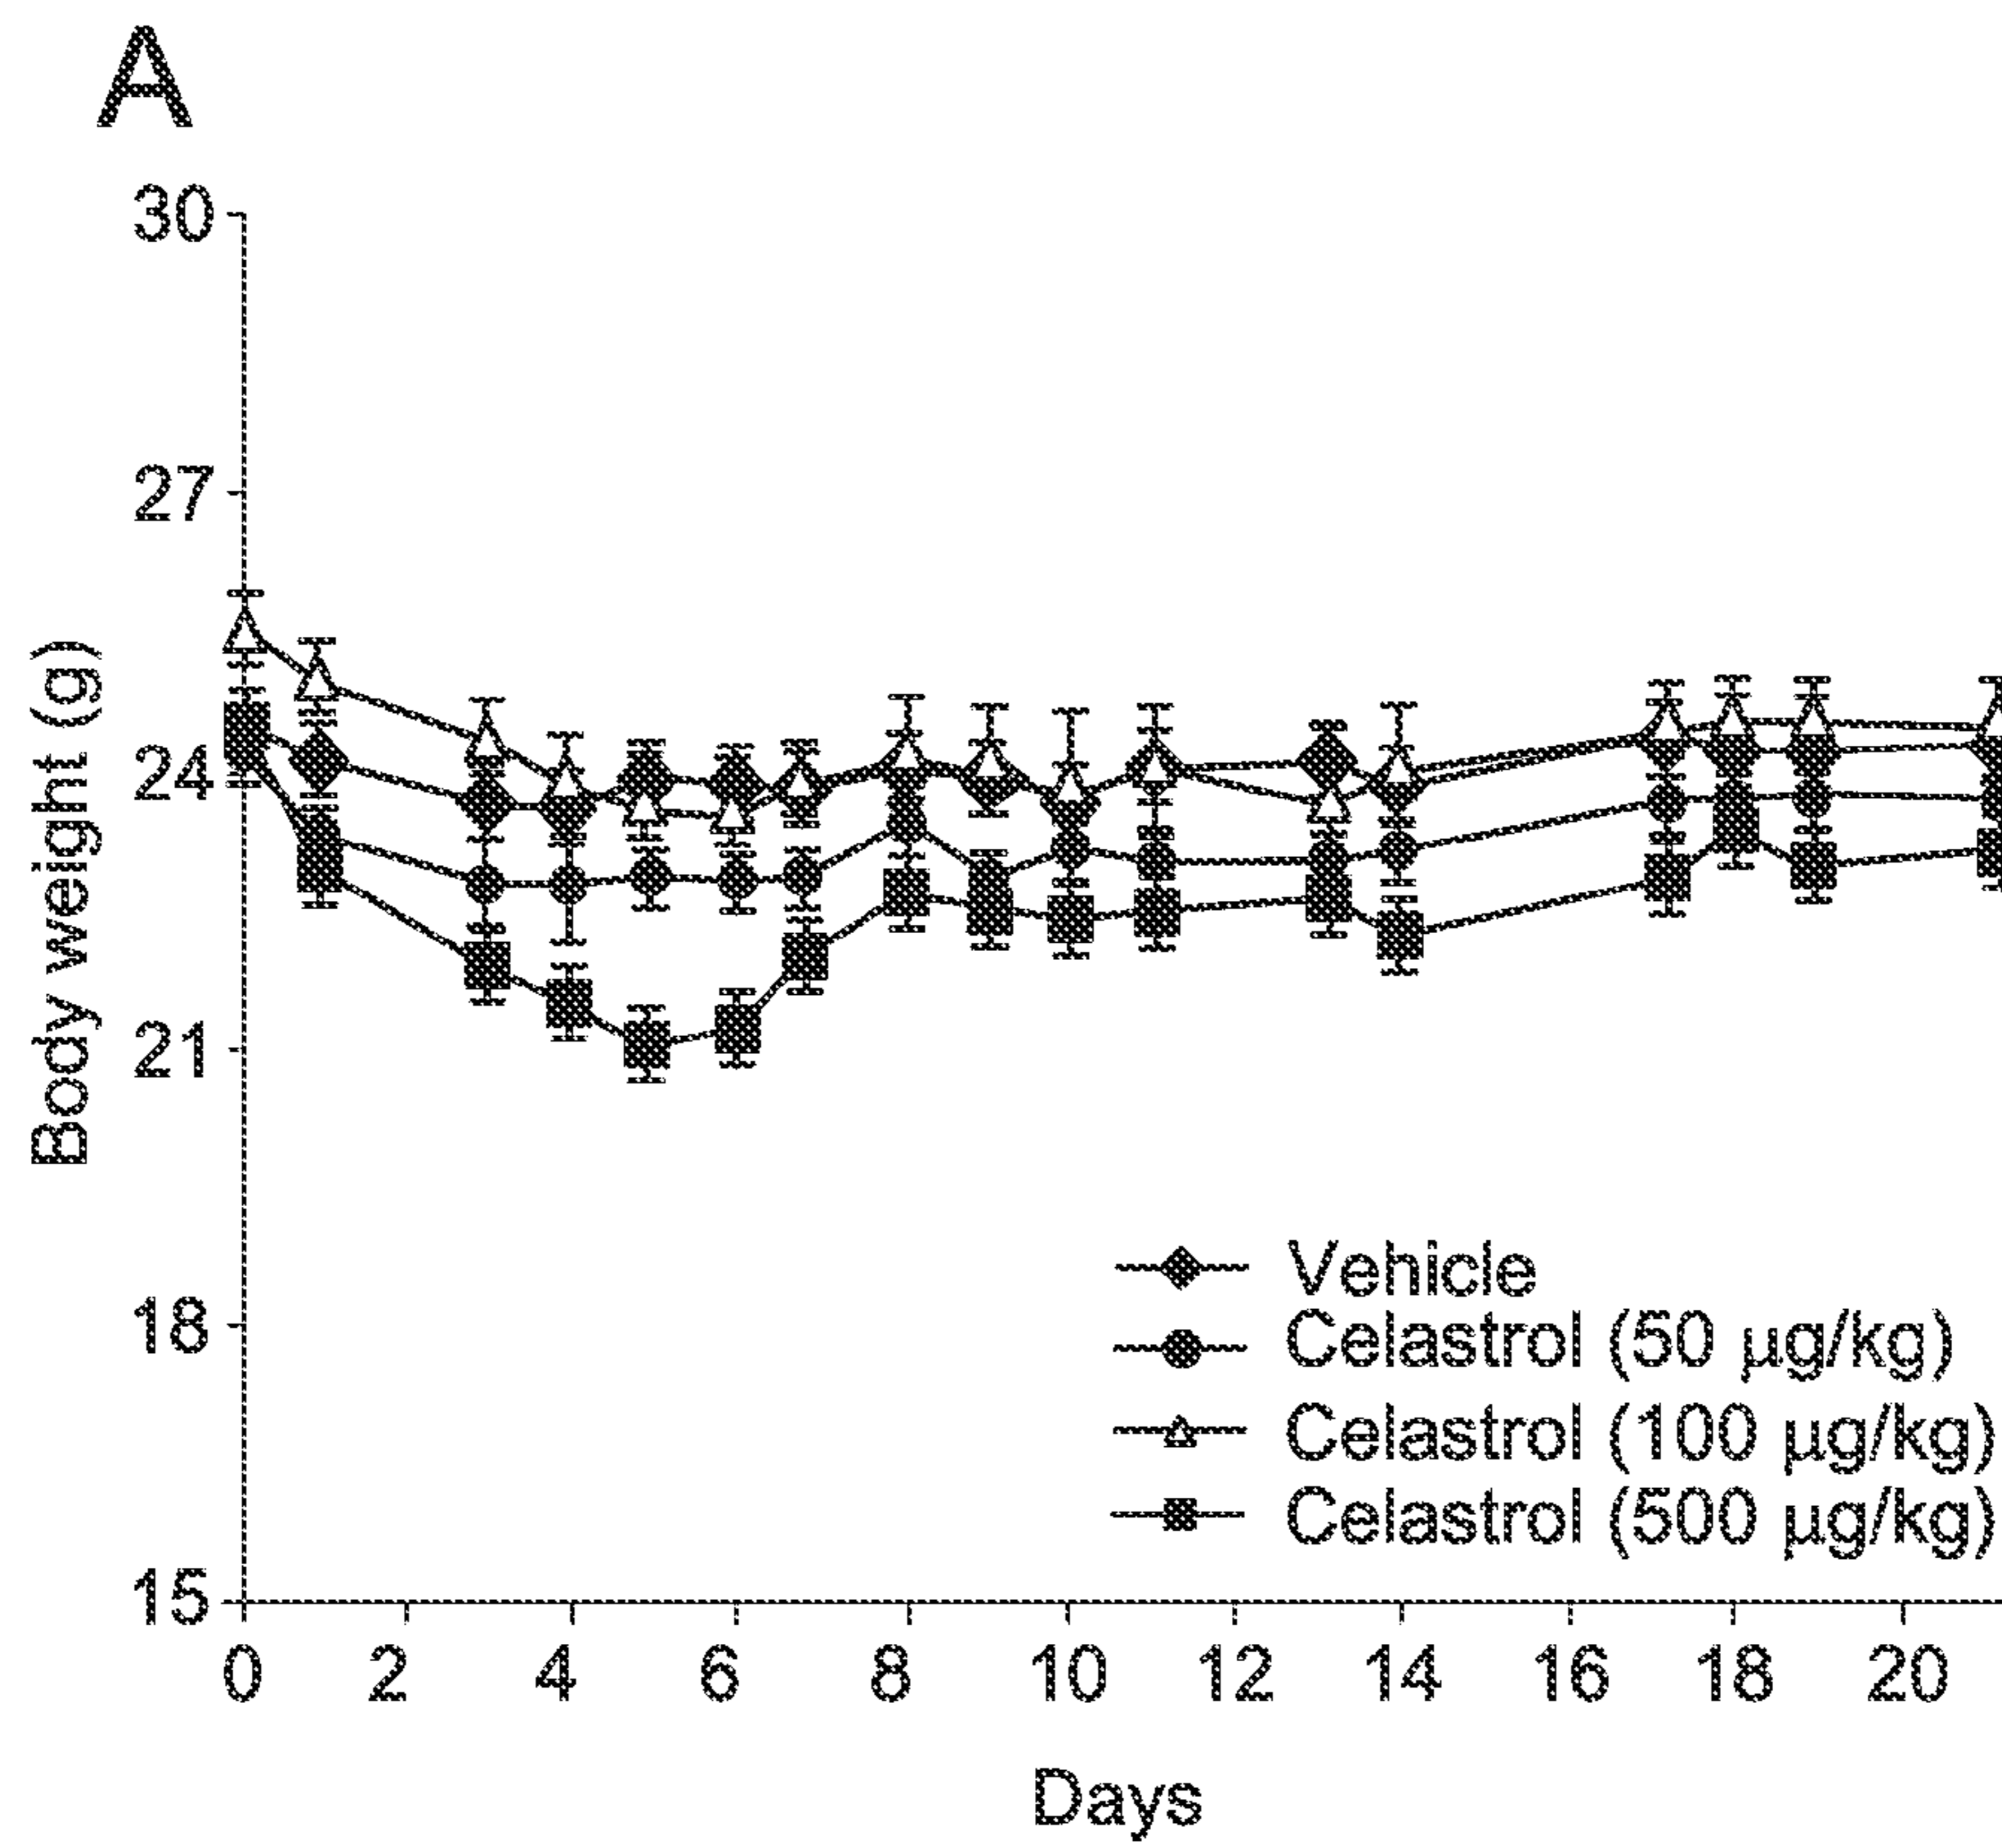 A
30
27
24
21
18
15
Body weight (g)
0 2 4 6 8 10 12 14 16 18 20
Days
Vehicle
Celastrol (50 µg/kg)
Celastrol (100 µg/kg)
Celastrol (500 µg/kg)